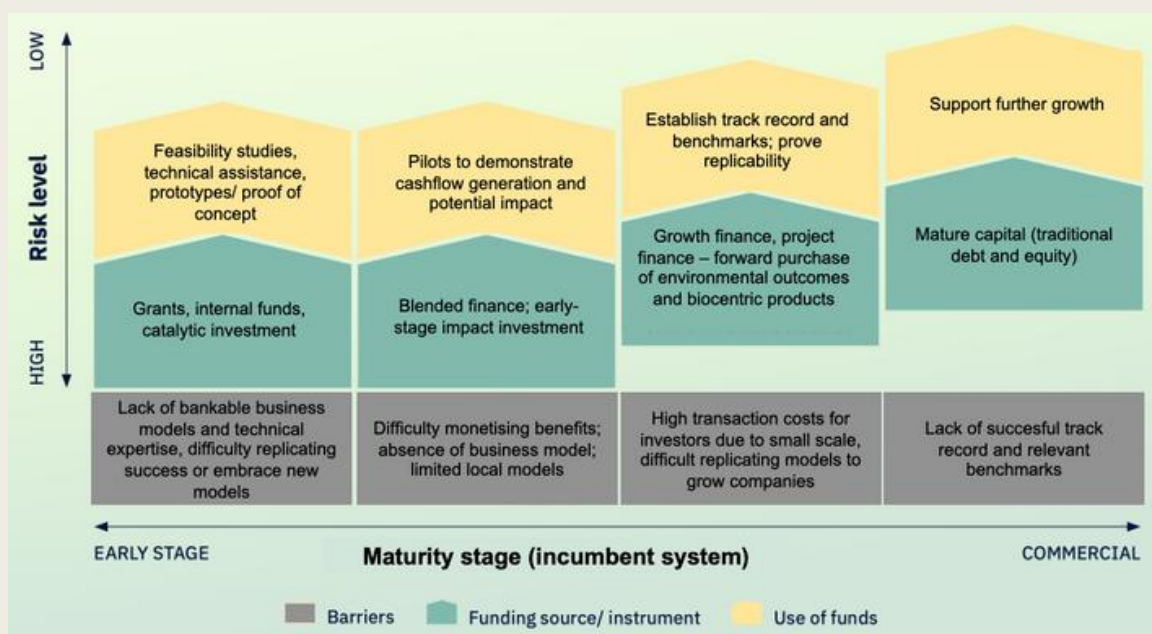 LOW
Risk level
HIGH
Feasibility studies,
technical assistance,
prototypes/ proof of
concept
Grants, internal funds,
catalytic investment
Lack of bankable business
models and technical
expertise, difficulty replicating
success or embrace new
models
Pilots to demonstrate
cashflow generation and
potential impact
Blended finance; early-
stage impact investment
Difficulty monetising benefits;
absence of business model;
limited local models
Establish track record and
benchmarks; prove
replicability
Growth finance, project
finance – forward purchase
of environmental outcomes
and biocentric products
High transaction costs for
investors due to small scale,
difficult replicating models to
grow companies
Support further growth
Mature capital (traditional
debt and equity)
Lack of succesful track
record and relevant
benchmarks
EARLY STAGE
Maturity stage (incumbent system)
COMMERCIAL
Barriers
Funding source/ instrument
Use of funds